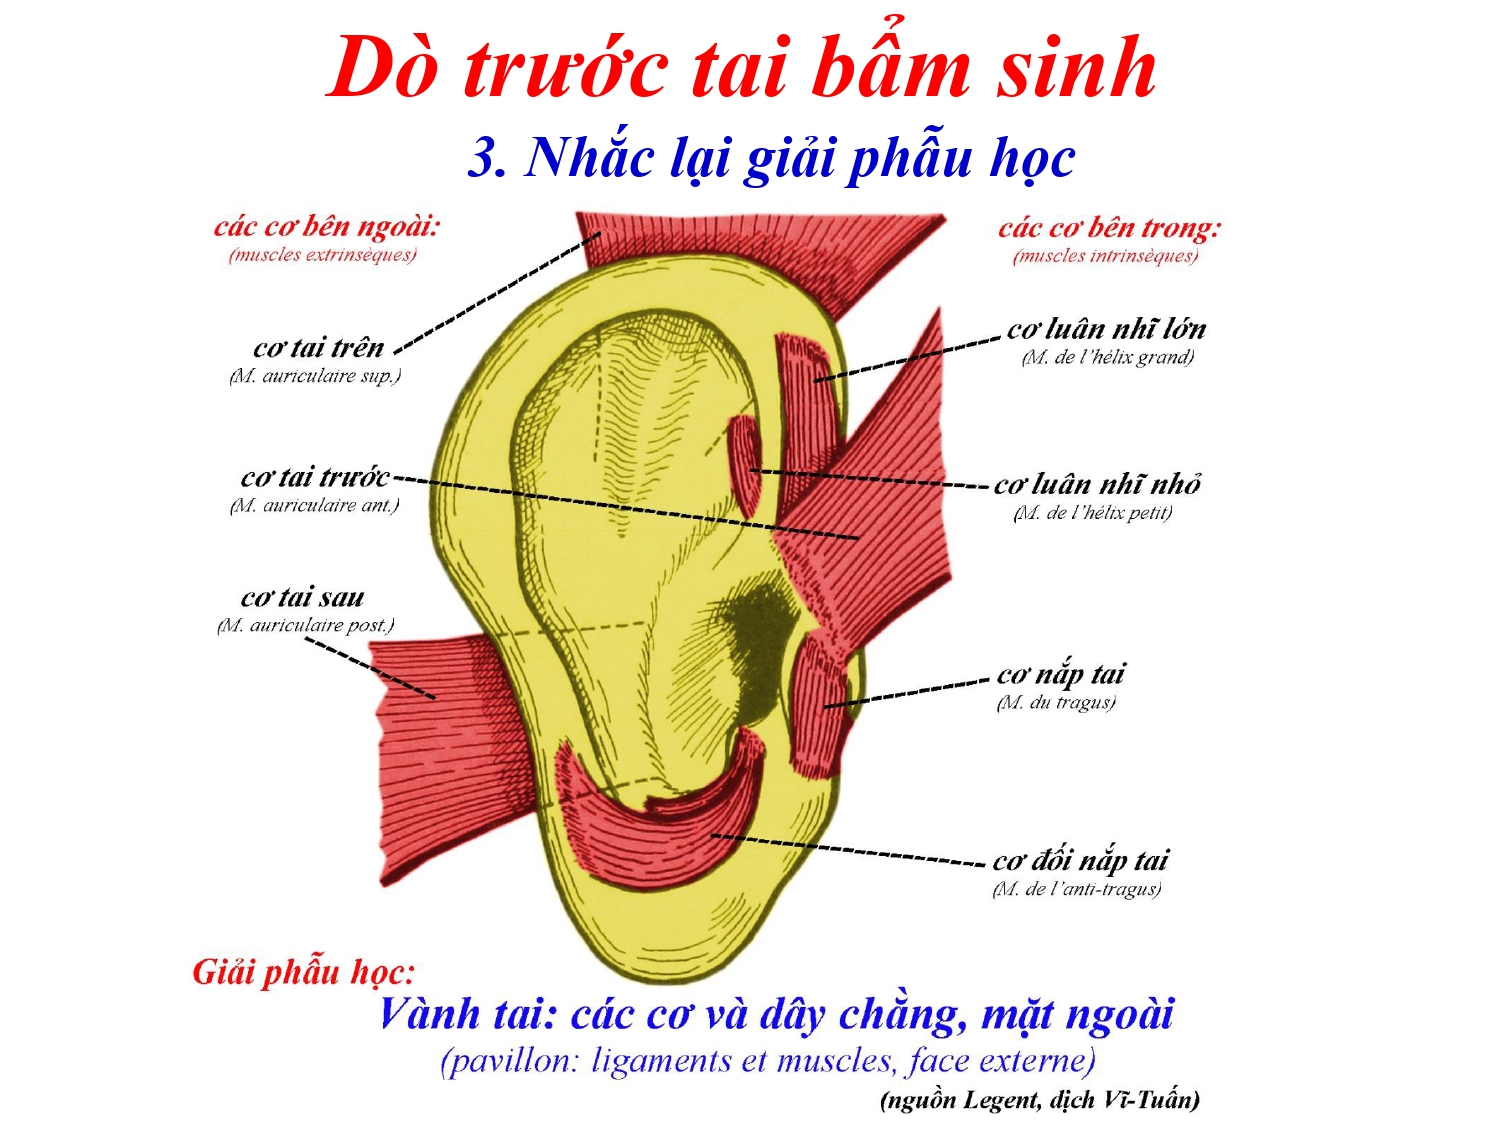 Dò trước tai bẩm sinh
3. Nhắc lại giải phẫu học
các cơ bên ngoài:
(muscles extrinsèques)
cơ tai trên
(M. auriculaire sup.)
cơ tai trước
(M. auriculaire ant.)
cơ tai sau
(M. auriculaire post.)
các cơ bên trong:
(muscles intrinsèques)
cơ luân nhĩ lớn
(M. de l'hélix grand)
cơ luân nhĩ nhỏ
(M. de l'hélix petit)
cơ nắp tai
(M. du tragus)
cơ đối nắp tai
(M. de l'anti-tragus)
Giải phẫu học:
Vành tai: các cơ và dây chằng, mặt ngoài
(pavillon: ligaments et muscles, face externe)
(nguồn Legent, dịch Vĩ-Tuấn)